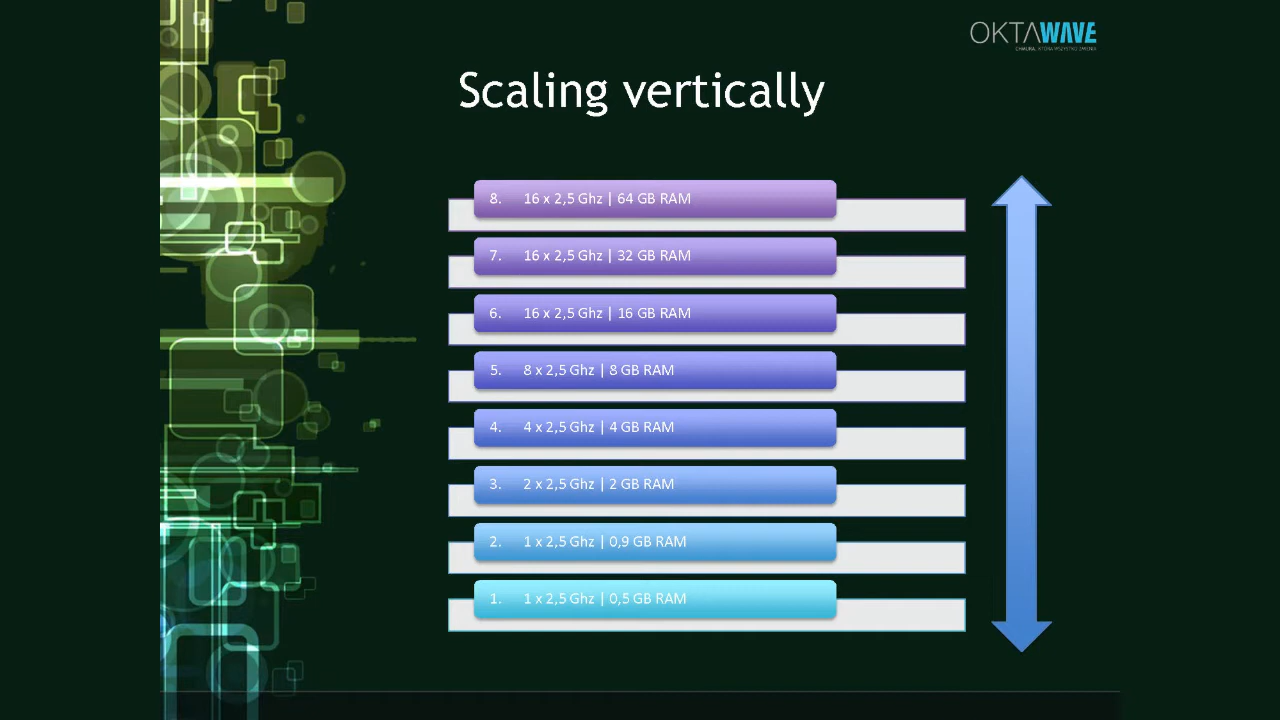 OKTAWAVE
CHMURA, KTÓRA WSZYSTKO ZMIENIA
Scaling vertically
8. 16 x 2,5 Ghz | 64 GB RAM
7. 16 x 2,5 Ghz | 32 GB RAM
6. 16 x 2,5 Ghz | 16 GB RAM
5. 8 x 2,5 Ghz | 8 GB RAM
4. 4 x 2,5 Ghz | 4 GB RAM
3. 2 x 2,5 Ghz | 2 GB RAM
2. 1 x 2,5 Ghz | 0,9 GB RAM
1. 1 x 2,5 Ghz | 0,5 GB RAM